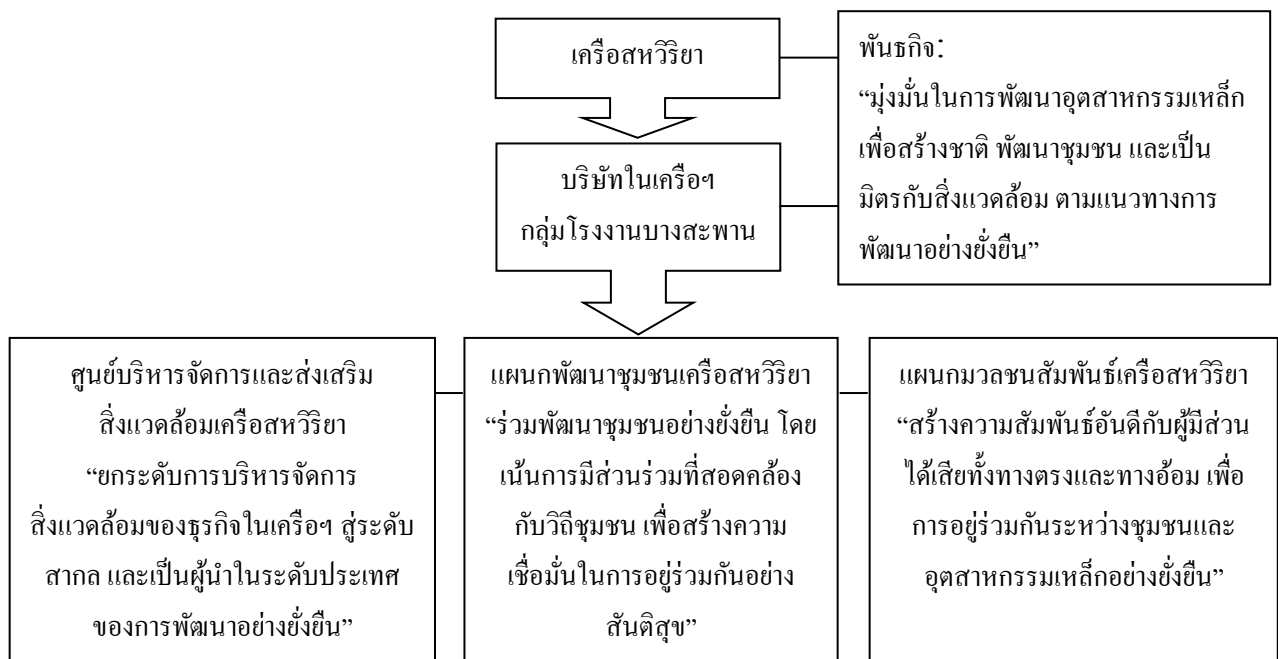 เครือสหวิริยา
พันธกิจ:
“มุ่งมั่นในการพัฒนาอุตสาหกรรมเหล็ก
เพื่อสร้างชาติ พัฒนาชุมชน และเป็น
มิตรกับสิ่งแวดล้อม ตามแนวทางการ
พัฒนาอย่างยั่งยืน”
บริษัทในเครือฯ
กลุ่มโรงงานบางสะพาน
ศูนย์บริหารจัดการและส่งเสริม
สิ่งแวดล้อมเครือสหวิริยา
“ยกระดับการบริหารจัดการ
สิ่งแวดล้อมของธุรกิจในเครือฯ สู่ระดับ
สากล และเป็นผู้นำในระดับประเทศ
ของการพัฒนาอย่างยั่งยืน”
แผนกพัฒนาชุมชนเครือสหวิริยา
“ร่วมพัฒนาชุมชนอย่างยั่งยืน โดย
เน้นการมีส่วนร่วมที่สอดคล้อง
กับวิถีชุมชน เพื่อสร้างความ
เชื่อมั่นในการอยู่ร่วมกันอย่าง
สันติสุข”
แผนกมวลชนสัมพันธ์เครือสหวิริยา
“สร้างความสัมพันธ์อันดีกับผู้มีส่วน
ได้เสียทั้งทางตรงและทางอ้อม เพื่อ
การอยู่ร่วมกันระหว่างชุมชนและ
อุตสาหกรรมเหล็กอย่างยั่งยืน”